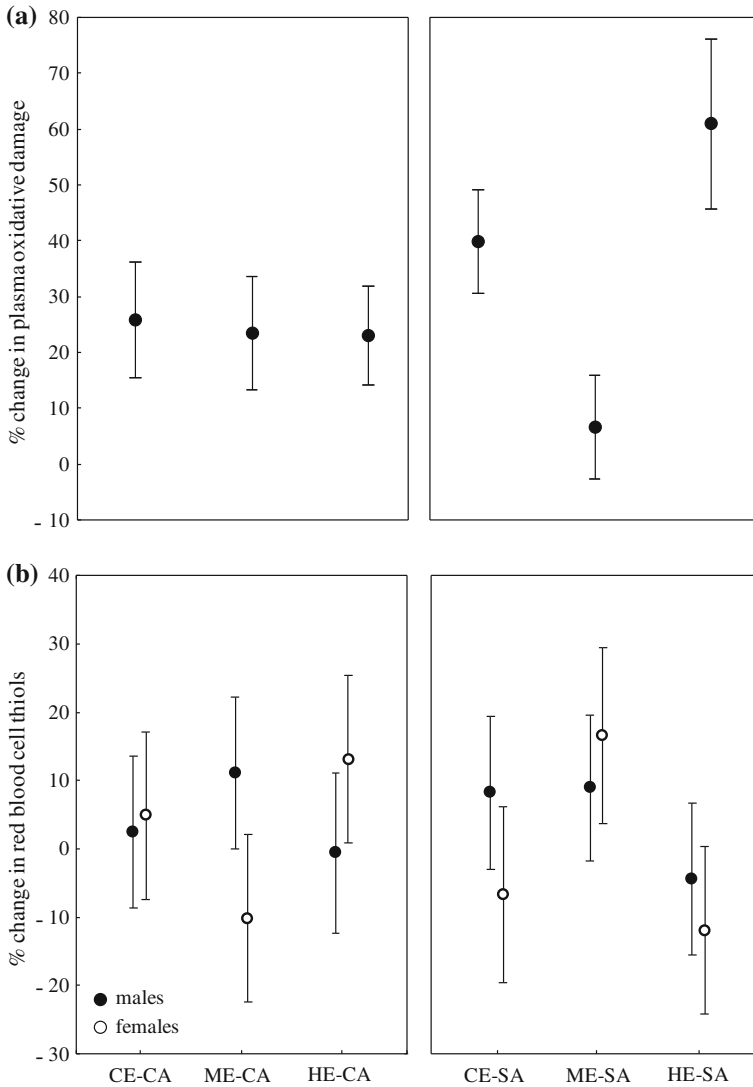 (a)
% change in plasma oxidative damage
80
70
60
50
40
30
20
10
0
- 10
(b)
% change in red blood cell thiols
40
30
20
10
0
- 10
- 20
- 30
males
females
CE-CA ME-CA HE-CA CE-SA ME-SA HE-SA